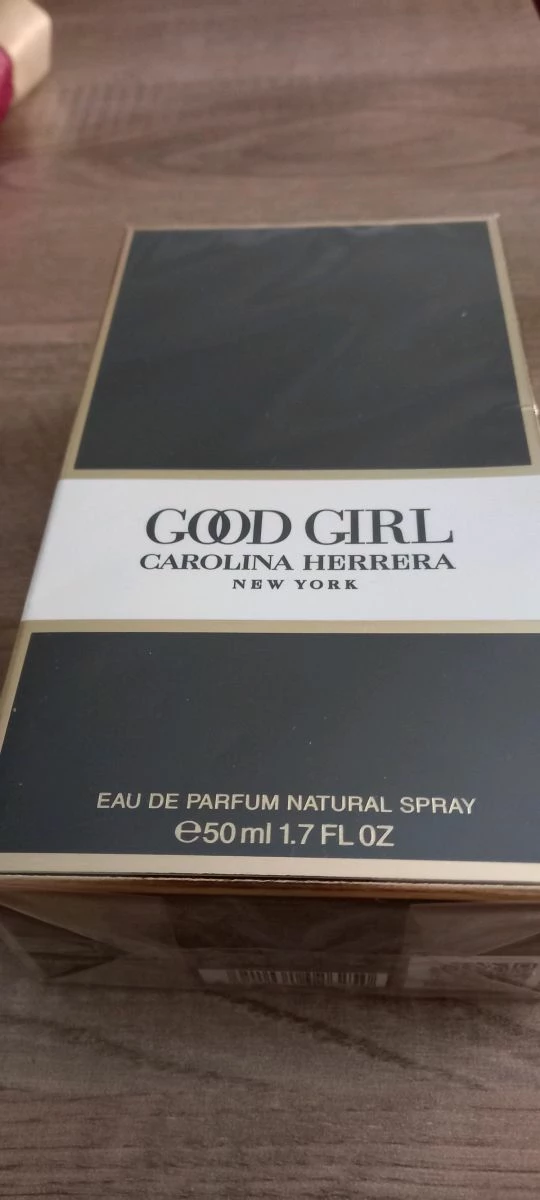 GOOD GIRL
CAROLINA HERRERA
NEW YORK
EAU DE PARFUM NATURAL SPRAY
℮50 ml 1.7 FL OZ